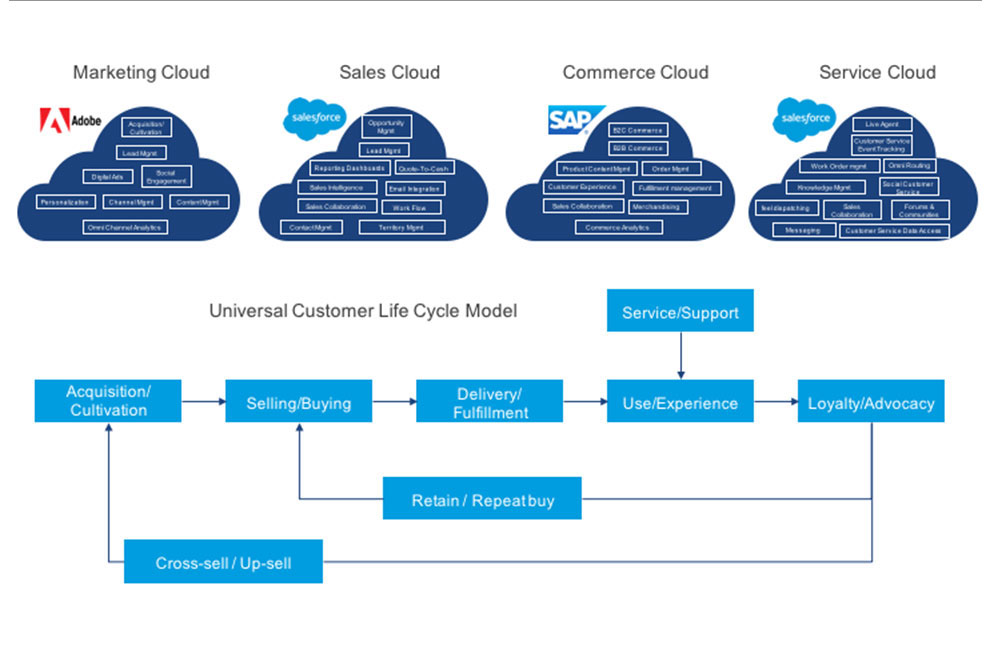 Marketing Cloud
Sales Cloud
Commerce Cloud
Service Cloud
Adobe
Acquisition/
Cultivation
Lead Mgmt
Digital Ads
Social
Engagement
Personalization
Channel Mgmt
Content Mgmt
Omni Channel Analytics
salesforce
Opportunity
Mgmt
Lead Mgmt
Reporting Dashboards
Quote-To-Cash
Sales Intelligence
Email Integration
Sales Collaboration
Work Flow
Contact Mgmt
Territory Mgmt
SAP
B2C Commerce
B2B Commerce
Product Content Mgmt
Order Mgmt
Customer Experience
Fulfillment management
Sales Collaboration
Merchandising
Commerce Analytics
salesforce
Live Agent
Customer Service
Event Tracking
Work Order mgmt
Omni Routing
Knowledge Mgmt
Social Customer
Service
feel dispatching
Sales
Collaboration
Forums &
Communities
Messaging
Customer Service Data Access
Universal Customer Life Cycle Model
Service/Support
Acquisition/
Cultivation
Selling/Buying
Delivery/
Fulfillment
Use/Experience
Loyalty/Advocacy
Retain / Repeat buy
Cross-sell / Up-sell